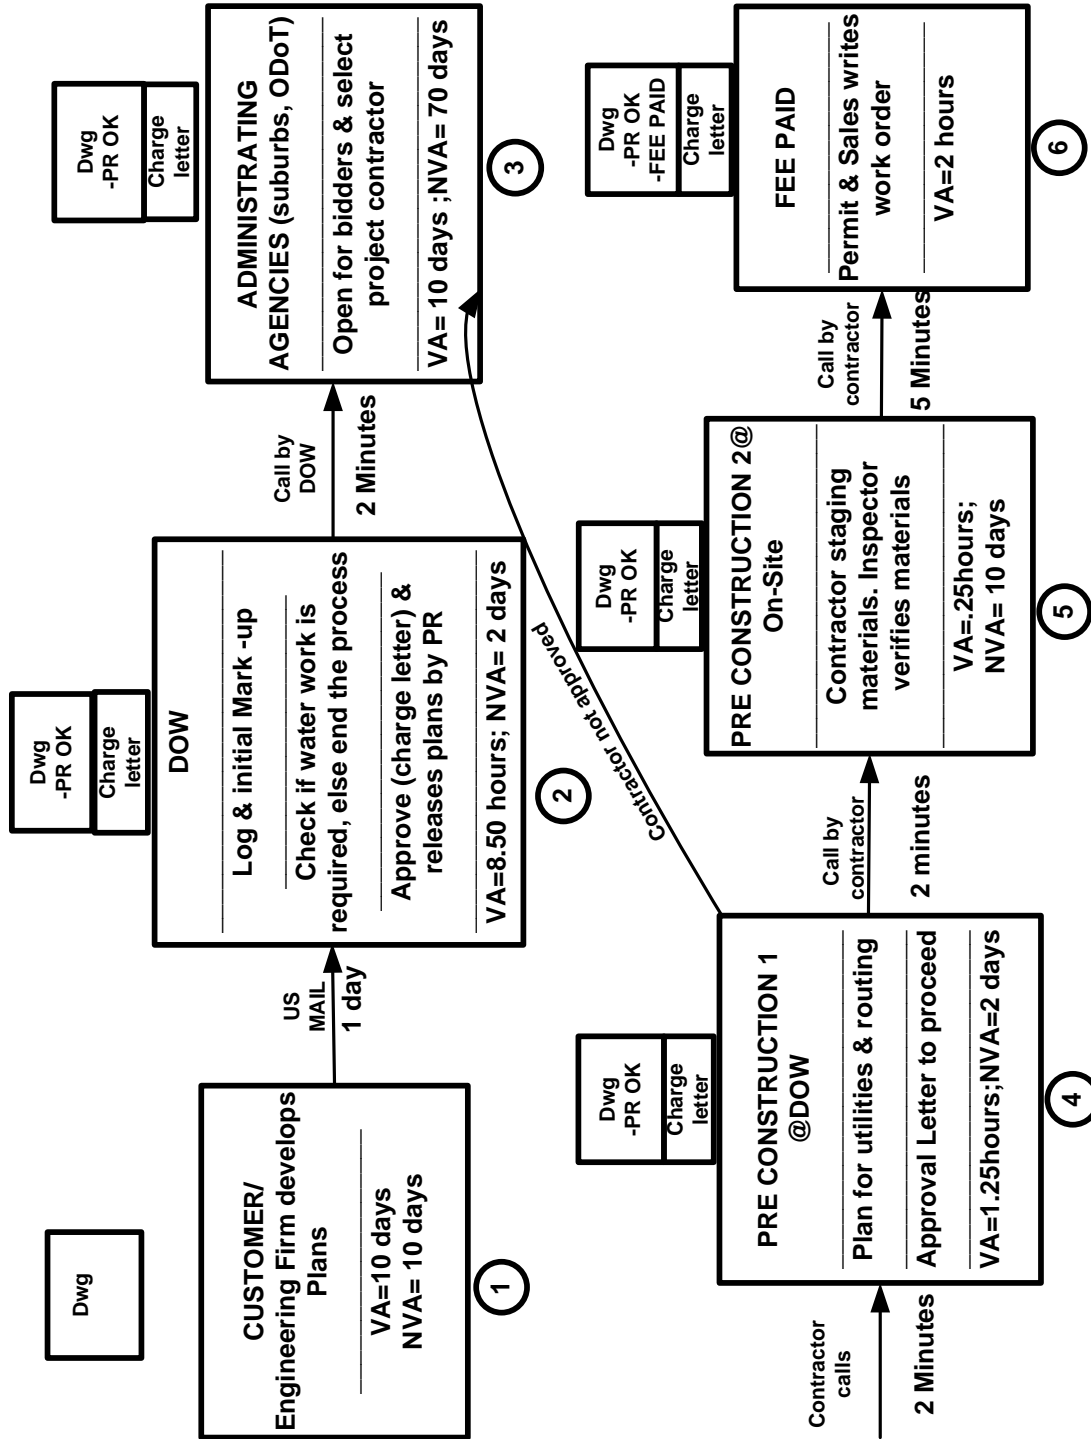 Dwg
CUSTOMER/
Engineering Firm develops
Plans
VA=10 days
NVA= 10 days
1
US
MAIL
1 day
Dwg
-PR OK
Charge
letter
DOW
Log & initial Mark -up
Check if water work is
required, else end the process
Approve (charge letter) &
releases plans by PR
VA=8.50 hours; NVA= 2 days
2
Call by
DOW
2 Minutes
Dwg
-PR OK
Charge
letter
ADMINISTRATING
AGENCIES (suburbs, ODoT)
Open for bidders & select
project contractor
VA= 10 days ;NVA= 70 days
3
Contractor not approved
Contractor
calls
2 Minutes
Dwg
-PR OK
Charge
letter
PRE CONSTRUCTION 1
@DOW
Plan for utilities & routing
Approval Letter to proceed
VA=1.25hours;NVA=2 days
4
Call by
contractor
2 minutes
Dwg
-PR OK
Charge
letter
PRE CONSTRUCTION 2@
On-Site
Contractor staging
materials. Inspector
verifies materials
VA=.25hours;
NVA= 10 days
5
Call by
contractor
5 Minutes
Dwg
-PR OK
-FEE PAID
Charge
letter
FEE PAID
Permit & Sales writes
work order
VA=2 hours
6